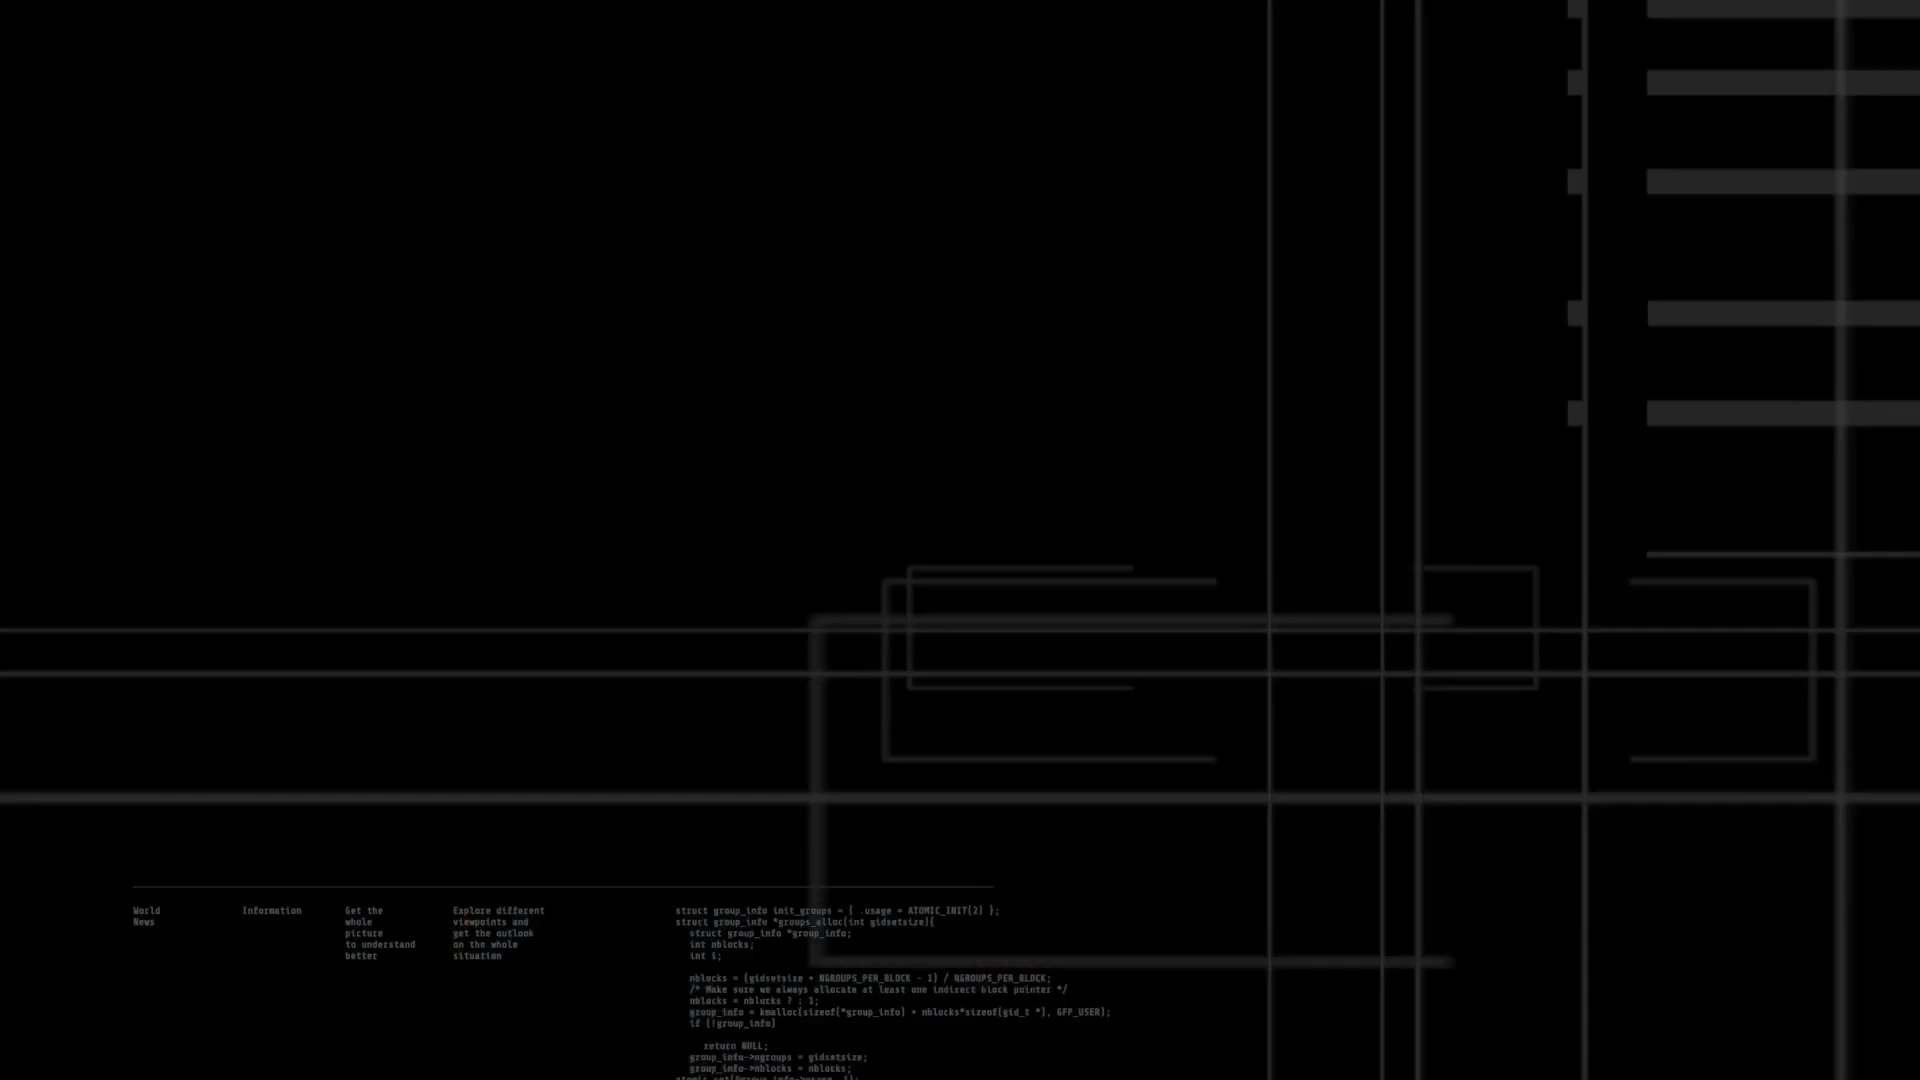 World
News
Information
Get the
whole
picture
to understand
better
Explore different
viewpoints and
get the outlook
on the whole
situation
struct group_info init_groups = { .usage = ATOMIC_INIT(2) };
struct group_info *groups_alloc(int gidsetsize){
struct group_info *group_info;
int nblocks;
int i;
nblocks = (gidsetsize + NGROUPS_PER_BLOCK - 1) / NGROUPS_PER_BLOCK;
/* Make sure we always allocate at least one indirect block pointer */
nblocks = nblocks ? : 1;
group_info = kmalloc(sizeof(*group_info) + nblocks*sizeof(gid_t *), GFP_USER);
if (!group_info)
return NULL;
group_info->ngroups = gidsetsize;
group_info->nblocks = nblocks;